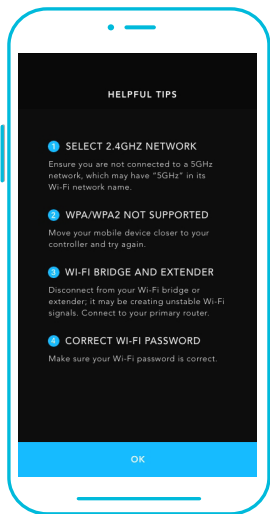 HELPFUL TIPS
1 SELECT 2.4GHZ NETWORK
Ensure you are not connected to a 5GHz
network, which may have "5GHz" in its
Wi-Fi network name.
2 WPA/WPA2 NOT SUPPORTED
Move your mobile device closer to your
controller and try again.
3 WI-FI BRIDGE AND EXTENDER
Disconnect from your Wi-Fi bridge or
extender; it may be creating unstable Wi-Fi
signals. Connect to your primary router.
4 CORRECT WI-FI PASSWORD
Make sure your Wi-Fi password is correct.
OK